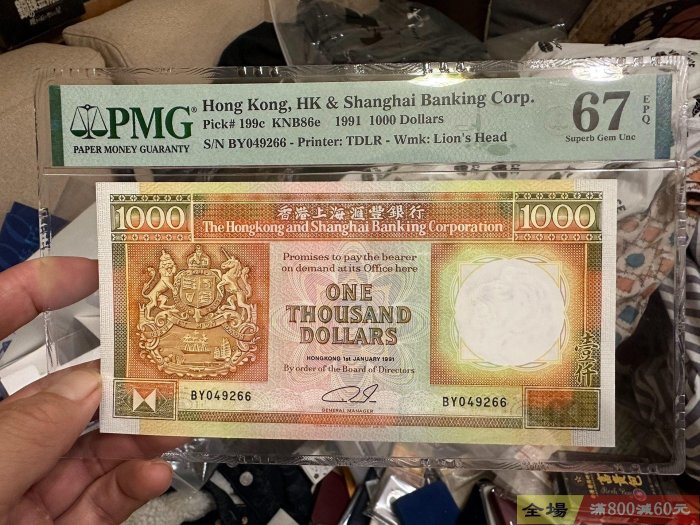 PMG
PAPER MONEY GUARANTY
Hong Kong, HK & Shanghai Banking Corp.
Pick# 199c KNB86e 1991 1000 Dollars
S/N BY049266 - Printer: TDLR - Wmk: Lion's Head
67
EPQ
Superb Gem Unc
1000
香港上海滙豐銀行
1000
The Hongkong and Shanghai Banking Corporation
Promises to pay the bearer
on demand at its Office here
ONE
THOUSAND
DOLLARS
HONGKONG 1st JANUARY 1991
By order of the Board of Directors
GENERAL MANAGER
壹仟
BY049266
BY049266
全場
滿800減60元